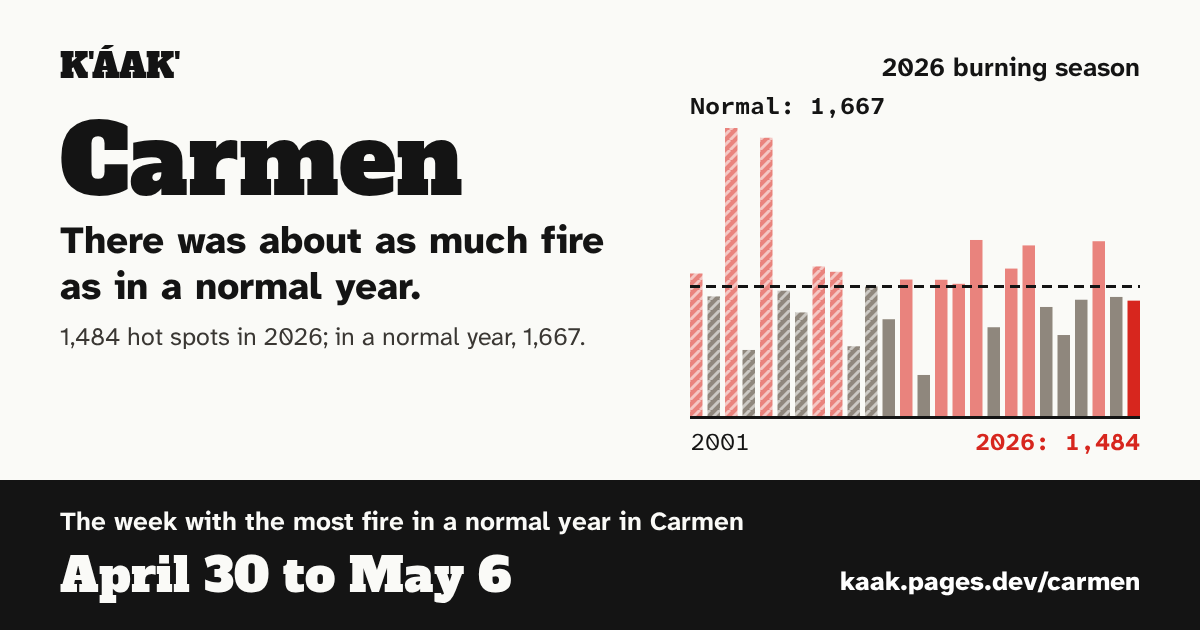 K'ÁAK'
Carmen
There was about as much fire
as in a normal year.
1,484 hot spots in 2026; in a normal year, 1,667.
2026 burning season
Normal: 1,667
2001
2026: 1,484
The week with the most fire in a normal year in Carmen
April 30 to May 6
kaak.pages.dev/carmen